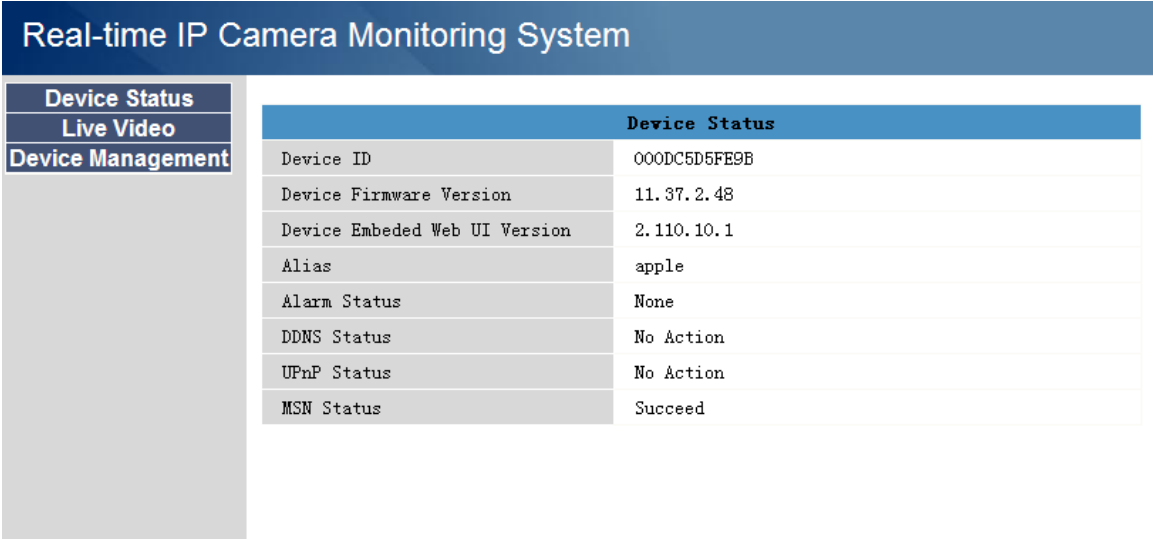 Real-time IP Camera Monitoring System
Device Status
Live Video
Device Management
Device Status
Device ID 000DC5D5FE9B
Device Firmware Version 11.37.2.48
Device Embeded Web UI Version 2.110.10.1
Alias apple
Alarm Status None
DDNS Status No Action
UPnP Status No Action
MSN Status Succeed